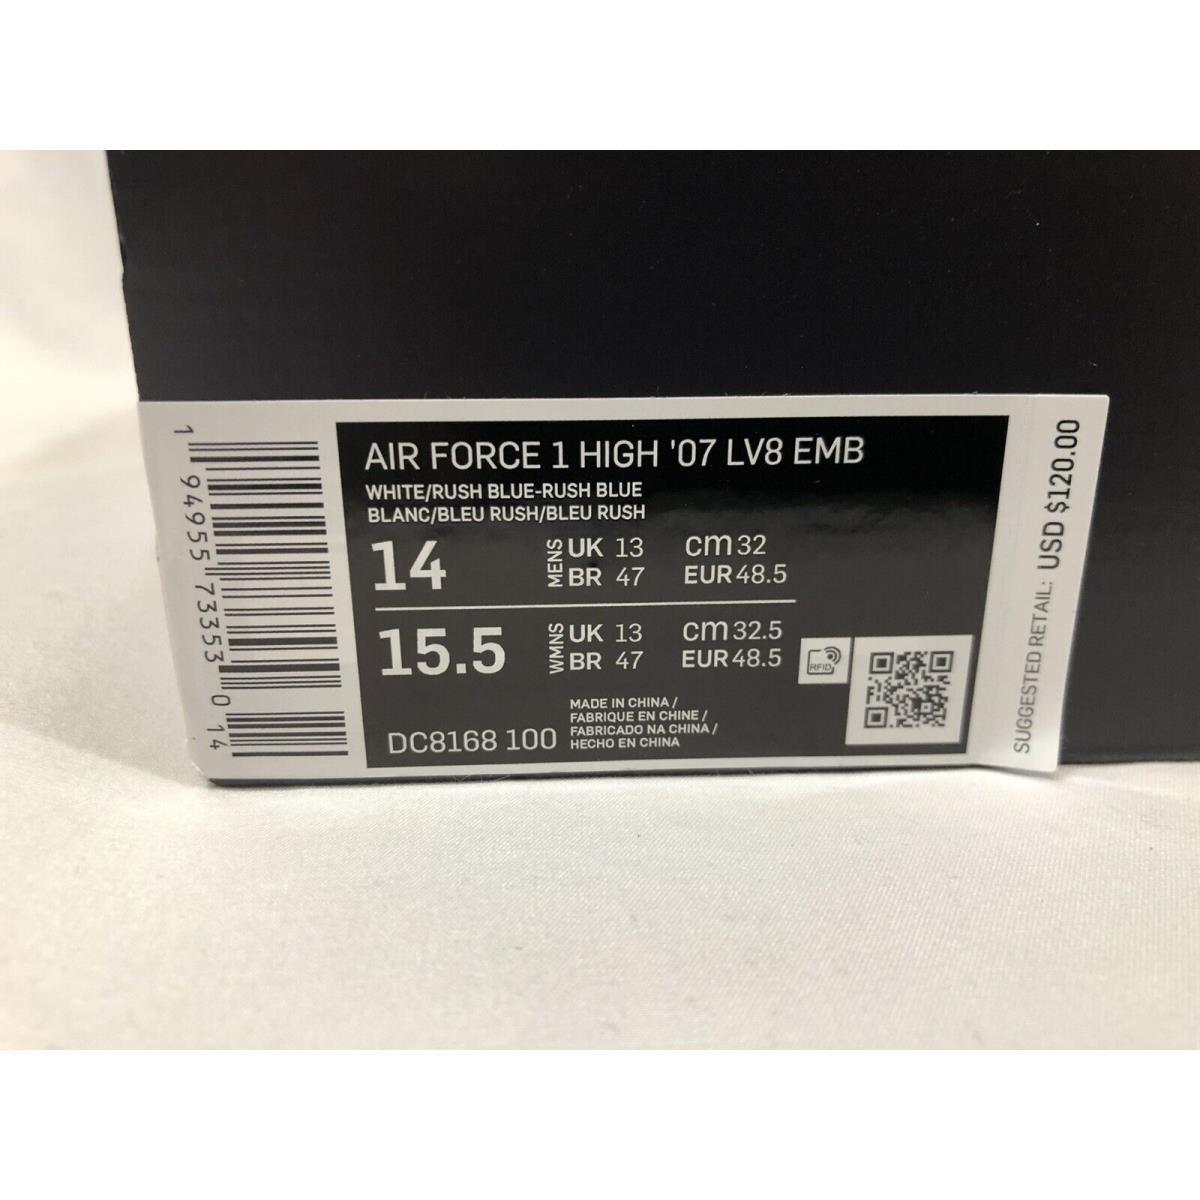 AIR FORCE 1 HIGH '07 LV8 EMB
WHITE/RUSH BLUE-RUSH BLUE
BLANC/BLEU RUSH/BLEU RUSH
14 MENS UK 13 cm 32
BR 47 EUR 48.5
15.5 WMNS UK 13 cm 32.5
BR 47 EUR 48.5
RFID
MADE IN CHINA /
FABRIQUE EN CHINE /
FABRICADO NA CHINA /
HECHO EN CHINA
DC8168 100
1 94955 73353 0 14
SUGGESTED RETAIL: USD $120.00